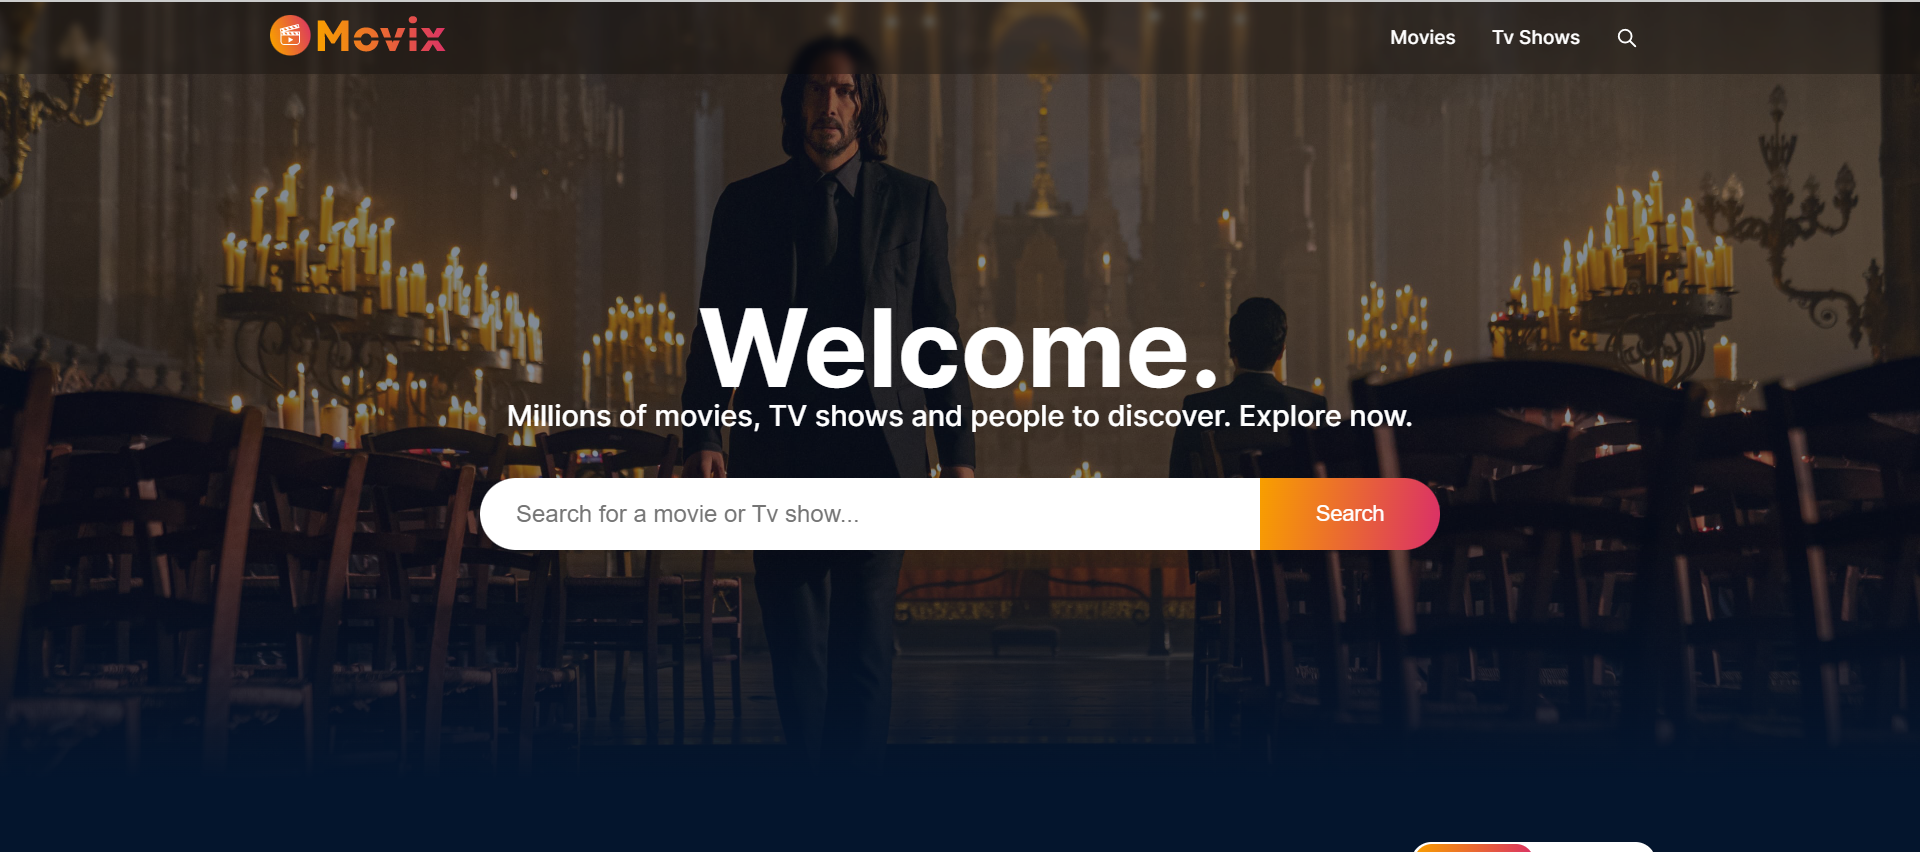 Movix
Movies
Tv Shows
Welcome.
Millions of movies, TV shows and people to discover. Explore now.
Search for a movie or Tv show...
Search